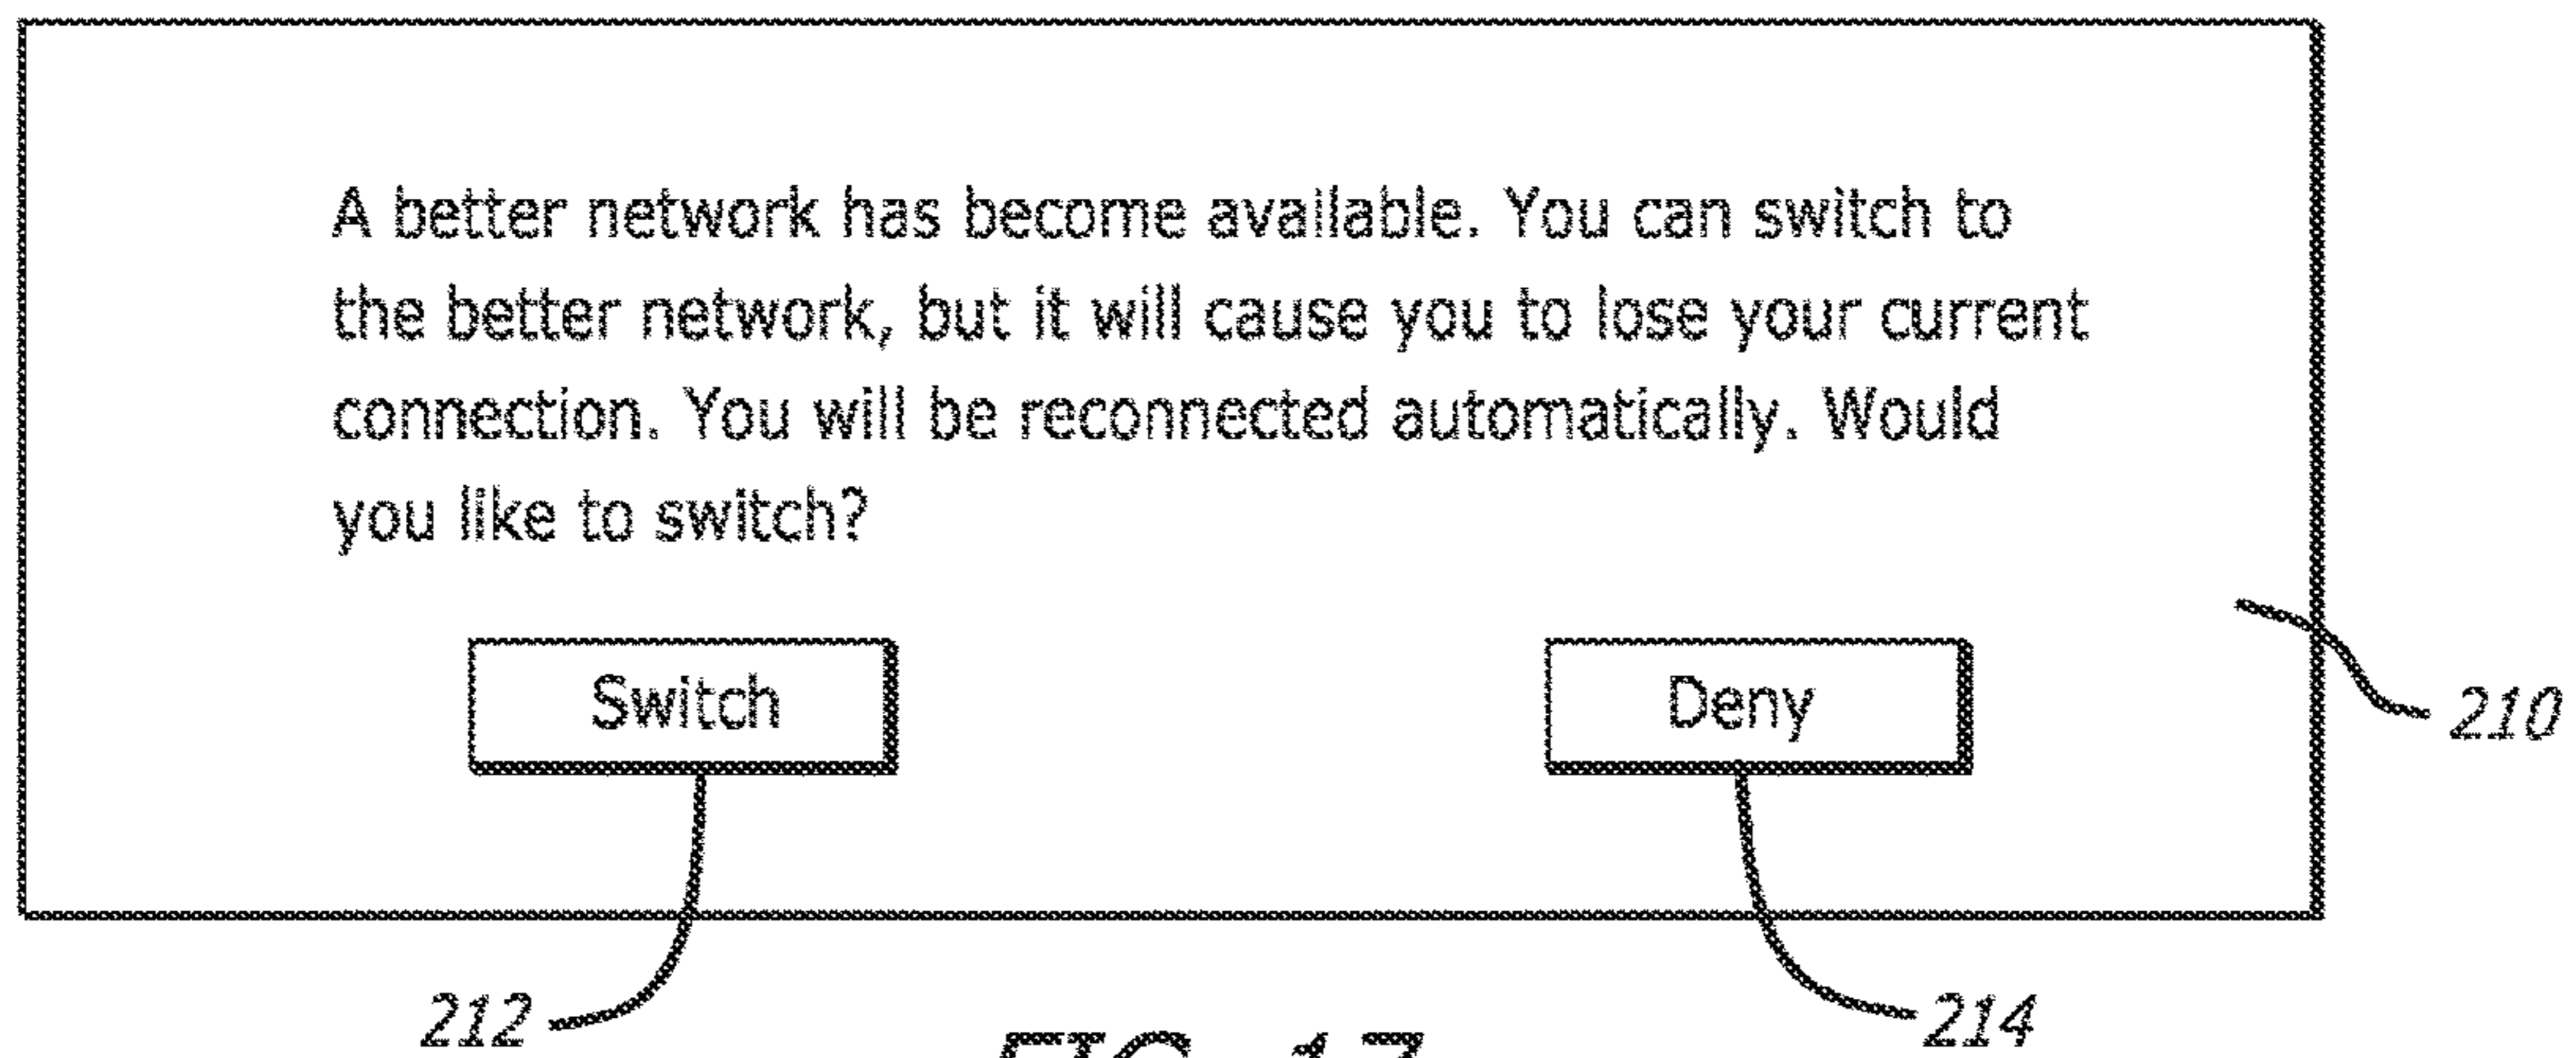 A better network has become available. You can switch to
the better network, but it will cause you to lose your current
connection. You will be reconnected automatically. Would
you like to switch?
Switch
Deny
210
212
214